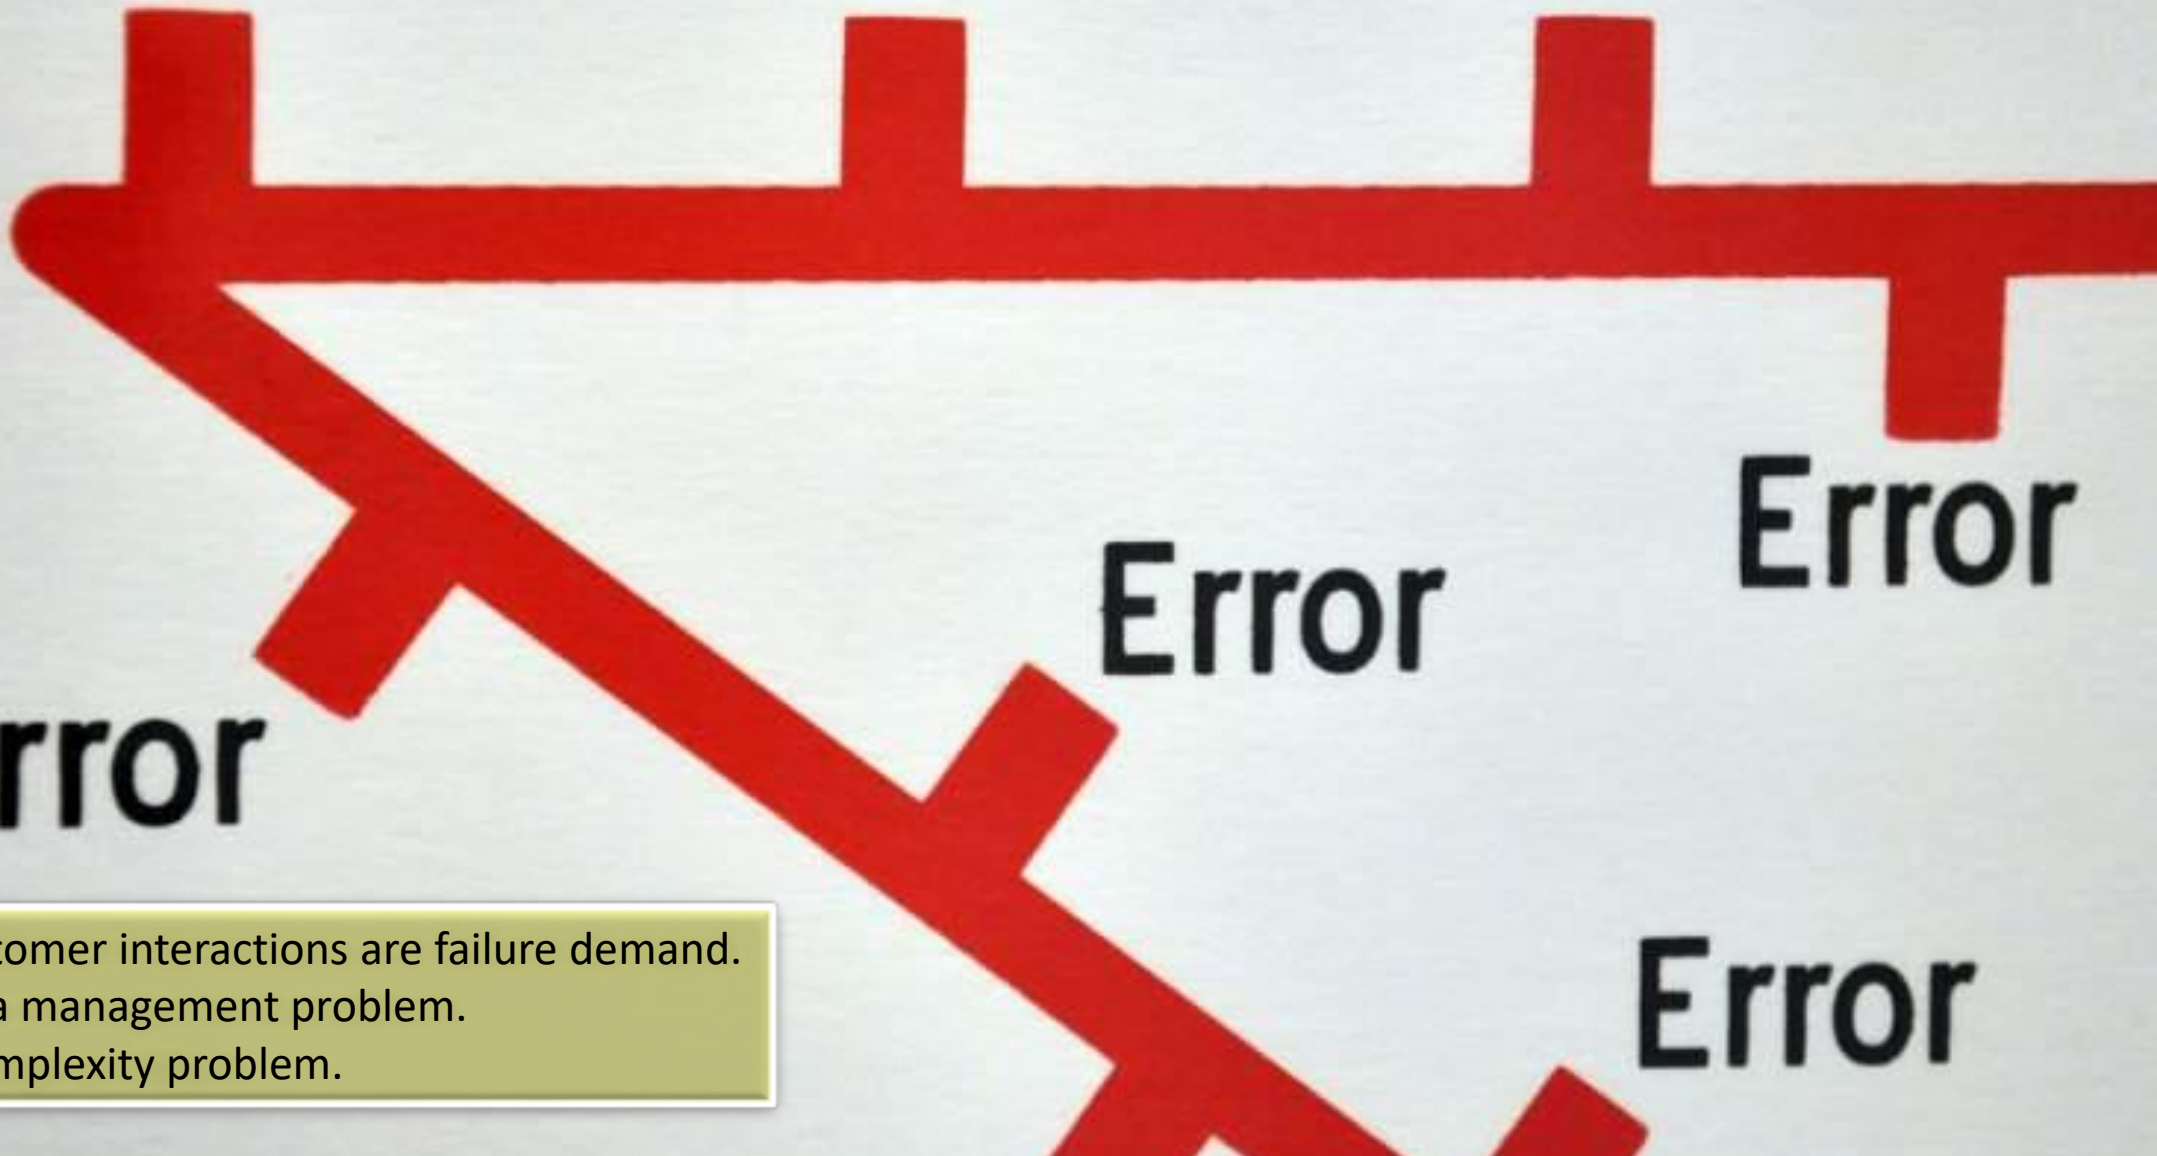 Error
Error
rror
tomer interactions are failure demand.
a management problem.
mplexity problem.
Error